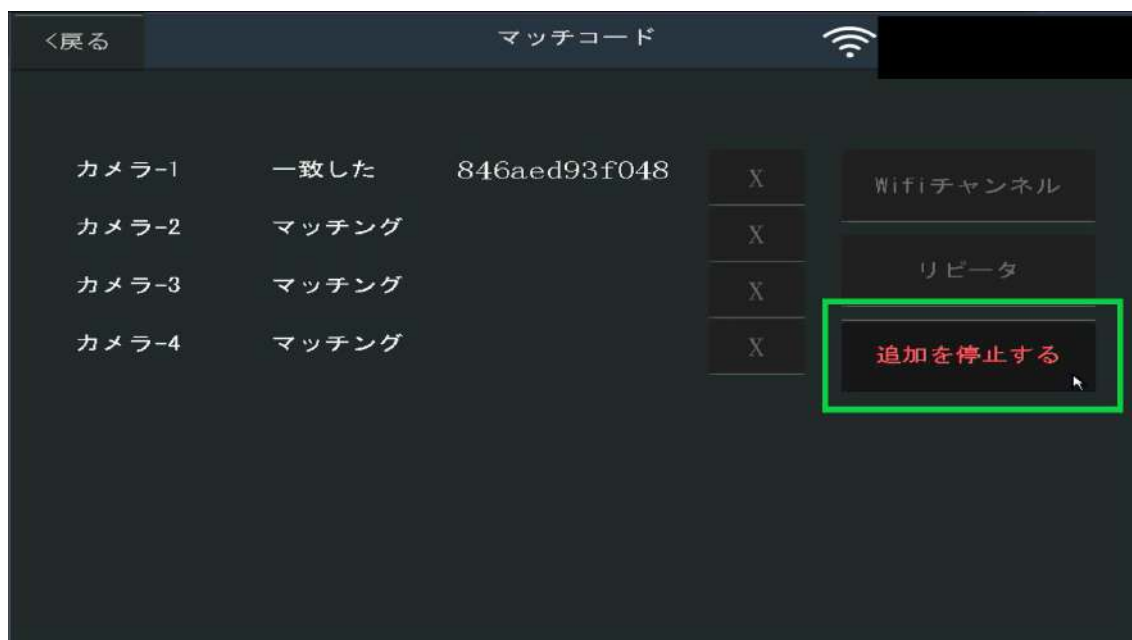 <戻る マッチコード
カメラ-1 一致した 846aed93f048 X Wifiチャンネル
カメラ-2 マッチング X
リピータ
カメラ-3 マッチング X
カメラ-4 マッチング X 追加を停止する